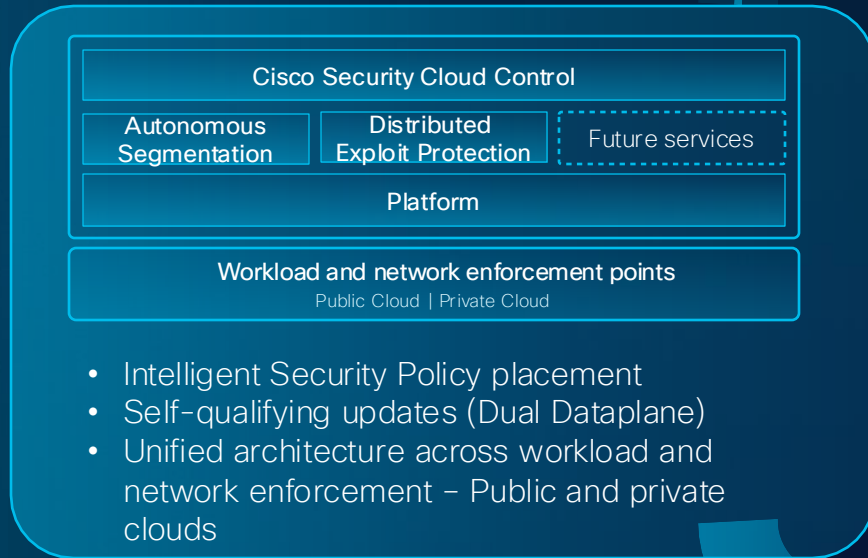 Cisco Security Cloud Control
Autonomous
Segmentation
Distributed
Exploit Protection
Future services
Platform
Workload and network enforcement points
Public Cloud | Private Cloud
• Intelligent Security Policy placement
• Self-qualifying updates (Dual Dataplane)
• Unified architecture across workload and
network enforcement – Public and private
clouds